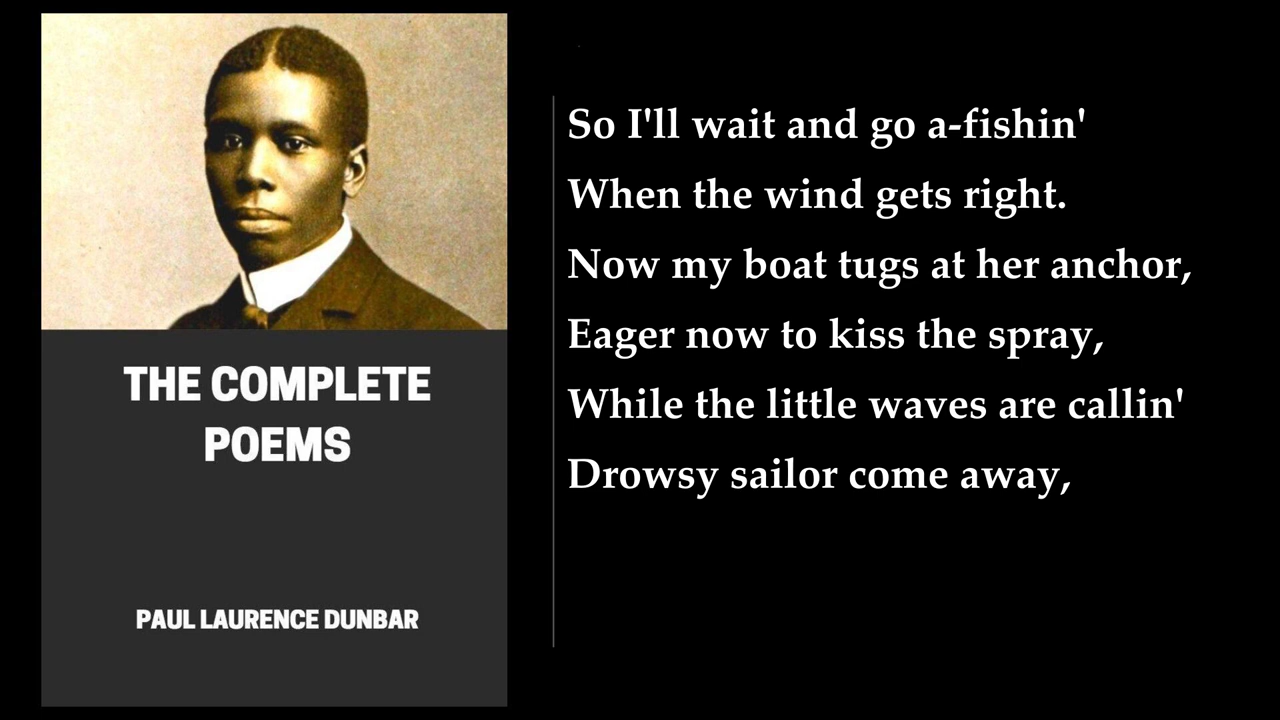 THE COMPLETE
POEMS
PAUL LAURENCE DUNBAR
So I'll wait and go a-fishin'
When the wind gets right.
Now my boat tugs at her anchor,
Eager now to kiss the spray,
While the little waves are callin'
Drowsy sailor come away,